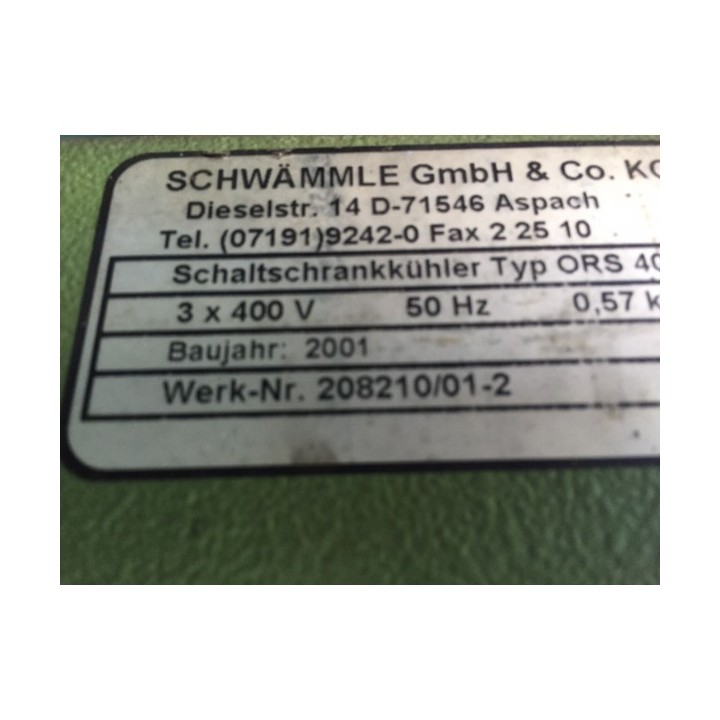 SCHWÄMMLE GmbH & Co. KG
Dieselstr. 14 D-71546 Aspach
Tel. (07191)9242-0 Fax 2 25 10
Schaltschrankkühler Typ ORS 40
3 x 400 V 50 Hz 0,57 k
Baujahr: 2001
Werk-Nr. 208210/01-2